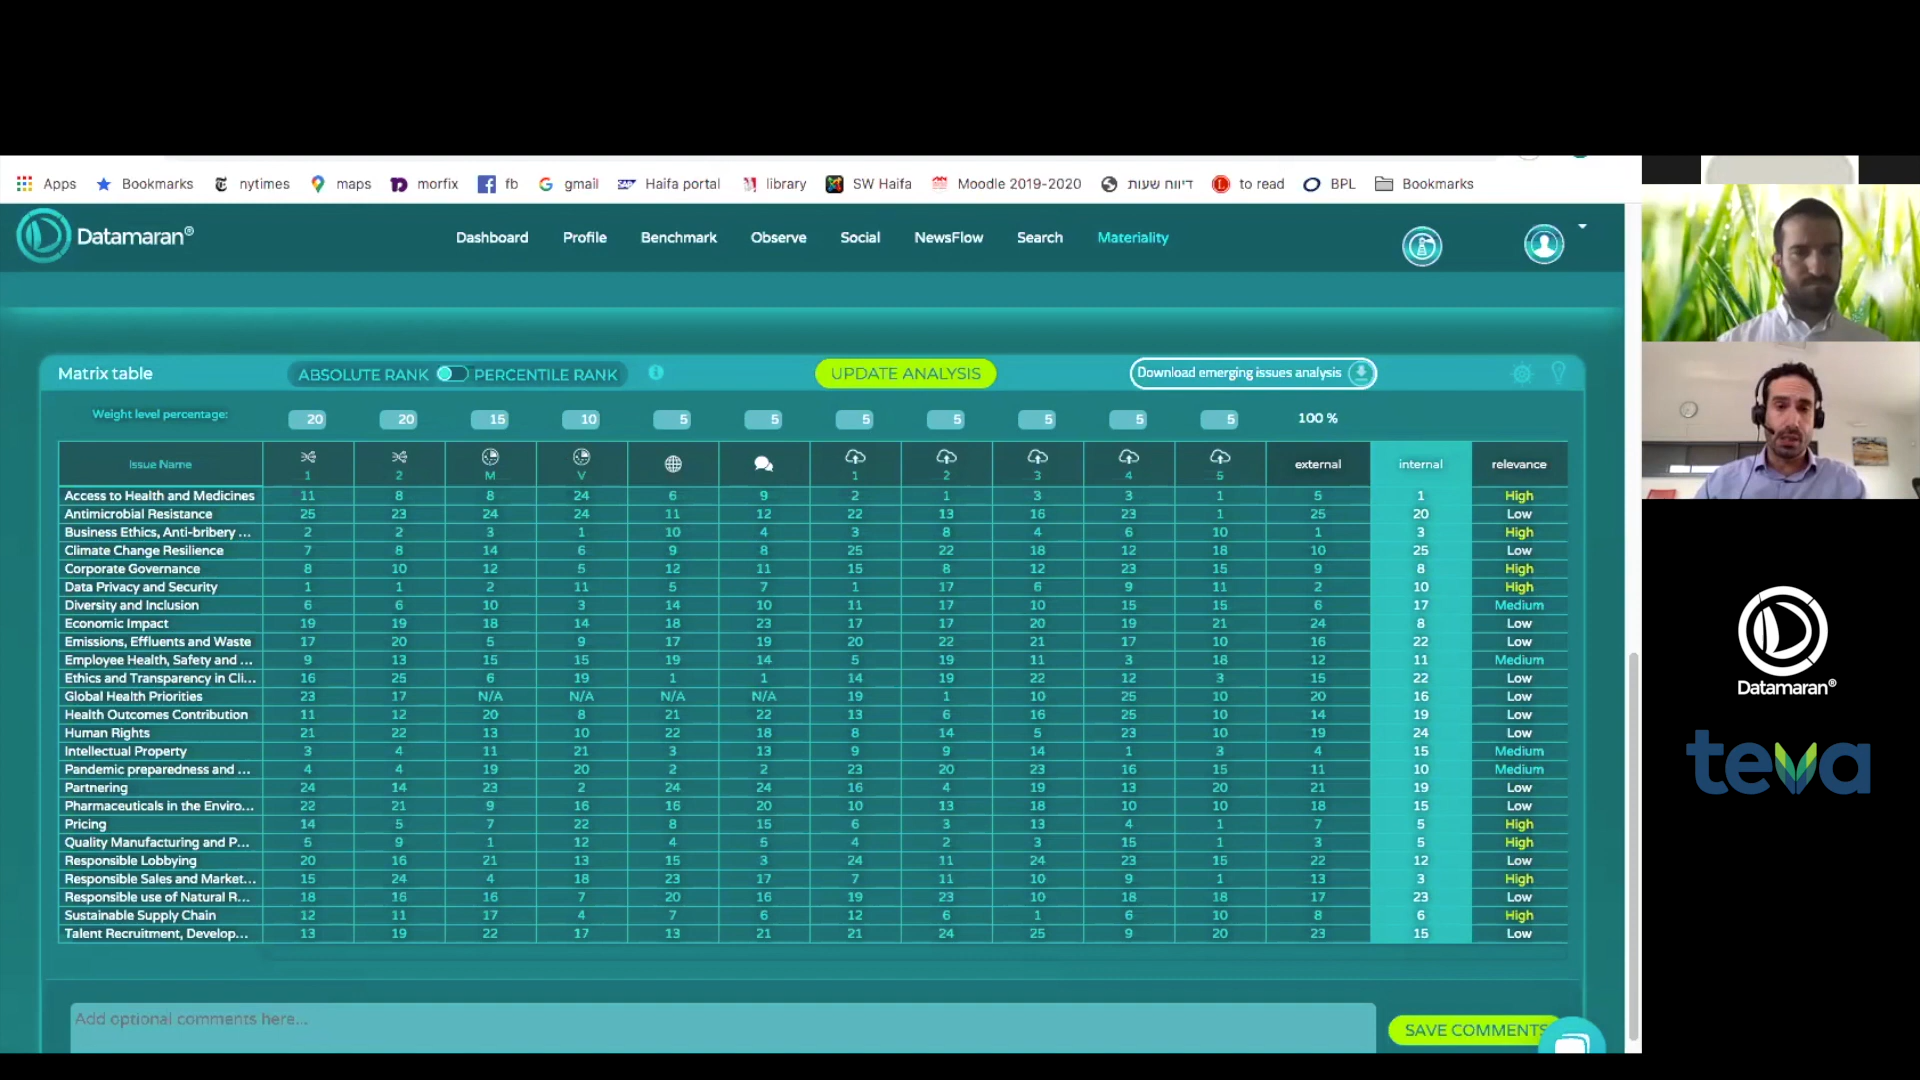 Apps Bookmarks nytimes maps morfix fb gmail Haifa portal library SW Haifa Moodle 2019-2020 דיווח שעות to read BPL Bookmarks
Datamaran® Dashboard Profile Benchmark Observe Social NewsFlow Search Materiality
Matrix table ABSOLUTE RANK PERCENTILE RANK UPDATE ANALYSIS Download emerging issues analysis
Weight level percentage: 20 20 15 10 5 5 5 5 5 5 5 100 %
Issue Name 1 2 M V 1 2 3 4 5 external internal relevance
Access to Health and Medicines 11 8 8 24 6 9 2 1 3 3 1 5 1 High
Antimicrobial Resistance 25 23 24 24 11 12 22 13 16 23 1 25 20 Low
Business Ethics, Anti-bribery ... 2 2 3 1 10 4 3 8 4 6 10 1 3 High
Climate Change Resilience 7 8 14 6 9 8 25 22 18 12 18 10 25 Low
Corporate Governance 8 10 12 5 12 11 15 8 12 23 15 9 8 High
Data Privacy and Security 1 1 2 11 5 7 1 17 6 9 11 2 10 High
Diversity and Inclusion 6 6 10 3 14 10 11 17 10 15 15 6 17 Medium
Economic Impact 19 19 18 14 18 23 17 17 20 19 21 24 8 Low
Emissions, Effluents and Waste 17 20 5 9 17 19 20 22 21 17 10 16 22 Low
Employee Health, Safety and ... 9 13 15 15 19 14 5 19 11 3 18 12 11 Medium
Ethics and Transparency in Cli... 16 25 6 19 1 1 14 19 22 12 3 15 22 Low
Global Health Priorities 23 17 N/A N/A N/A N/A 19 1 10 25 10 20 16 Low
Health Outcomes Contribution 11 12 20 8 21 22 13 6 16 25 10 14 19 Low
Human Rights 21 22 13 10 22 18 8 14 5 23 10 19 24 Low
Intellectual Property 3 4 11 21 3 13 9 9 14 1 3 4 15 Medium
Pandemic preparedness and ... 4 4 19 20 2 2 23 20 23 16 15 11 10 Medium
Partnering 24 14 23 2 24 24 16 4 19 13 20 21 19 Low
Pharmaceuticals in the Enviro... 22 21 9 16 16 20 10 13 18 10 10 18 15 Low
Pricing 14 5 7 22 8 15 6 3 13 4 1 7 5 High
Quality Manufacturing and P... 5 9 1 12 4 5 4 2 3 15 1 3 5 High
Responsible Lobbying 20 16 21 13 15 3 24 11 24 23 15 22 12 Low
Responsible Sales and Market... 15 24 4 18 23 17 7 11 10 9 1 13 3 High
Responsible use of Natural R... 18 16 16 7 20 16 19 23 10 18 18 17 23 Low
Sustainable Supply Chain 12 11 17 4 7 6 12 6 1 6 10 8 6 High
Talent Recruitment, Develop... 13 19 22 17 13 21 21 24 25 9 20 23 15 Low
Add optional comments here...
SAVE COMMENTS
Datamaran®
teva